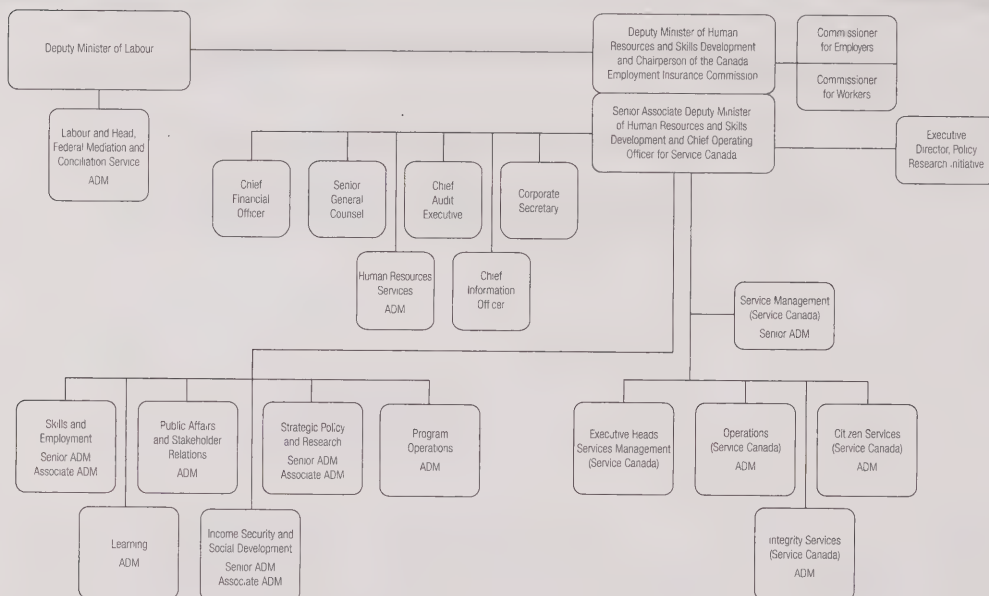 Deputy Minister of Labour
Deputy Minister of Human
Resources and Skills Development
and Chairperson of the Canada
Employment Insurance Commission
Commissioner
for Employers
Commissioner
for Workers
Senior Associate Deputy Minister
of Human Resources and Skills
Development and Chief Operating
Officer for Service Canada
Executive
Director, Policy
Research Initiative
Labour and Head,
Federal Mediation and
Conciliation Service
ADM
Chief
Financial
Officer
Senior
General
Counsel
Chief
Audit
Executive
Corporate
Secretary
Human Resources
Services
ADM
Chief
Information
Officer
Service Management
(Service Canada)
Senior ADM
Skills and
Employment
Senior ADM
Associate ADM
Public Affairs
and Stakeholder
Relations
ADM
Strategic Policy
and Research
Senior ADM
Associate ADM
Program
Operations
ADM
Executive Heads
Services Management
(Service Canada)
Operations
(Service Canada)
ADM
Citizen Services
(Service Canada)
ADM
Learning
ADM
Income Security and
Social Development
Senior ADM
Associate ADM
Integrity Services
(Service Canada)
ADM